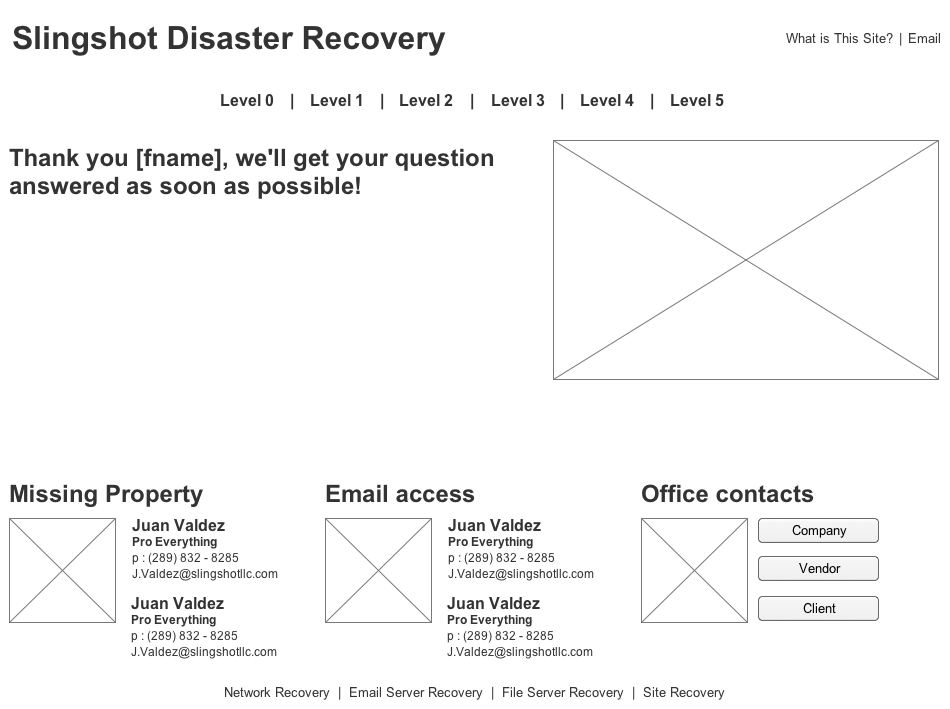 Slingshot Disaster Recovery
What is This Site? | Email
Level 0 | Level 1 | Level 2 | Level 3 | Level 4 | Level 5
Thank you [fname], we'll get your question
answered as soon as possible!
Missing Property
Juan Valdez
Pro Everything
p : (289) 832 - 8285
J.Valdez@slingshotllc.com
Juan Valdez
Pro Everything
p : (289) 832 - 8285
J.Valdez@slingshotllc.com
Email access
Juan Valdez
Pro Everything
p : (289) 832 - 8285
J.Valdez@slingshotllc.com
Juan Valdez
Pro Everything
p : (289) 832 - 8285
J.Valdez@slingshotllc.com
Office contacts
Company
Vendor
Client
Network Recovery | Email Server Recovery | File Server Recovery | Site Recovery